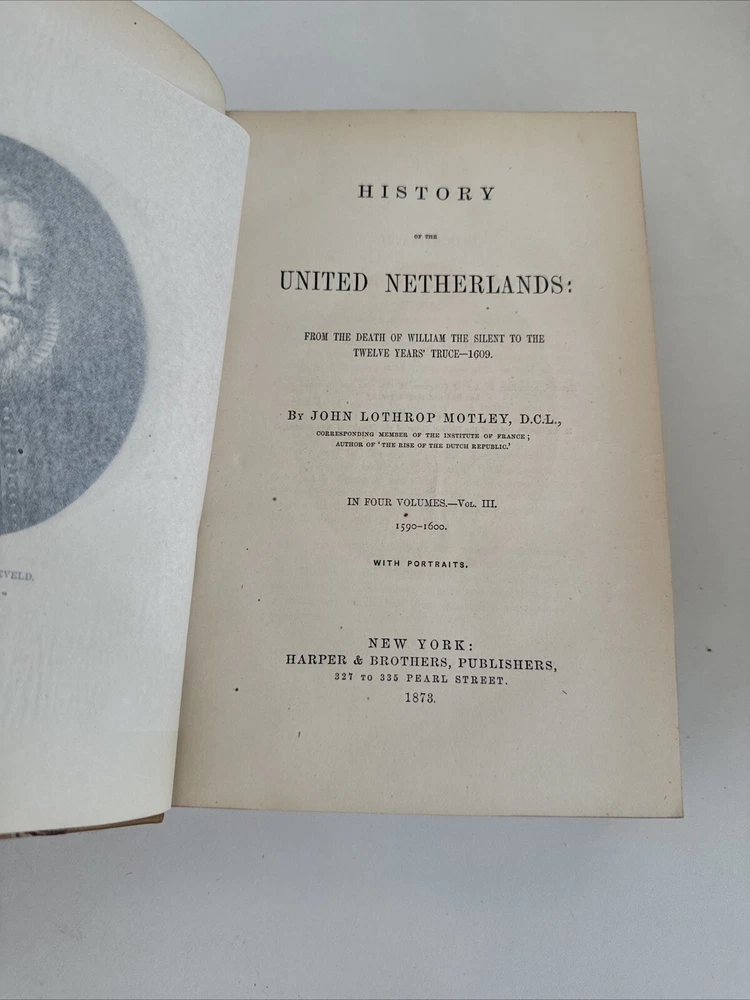 EVELD.
HISTORY
OF THE
UNITED NETHERLANDS:
FROM THE DEATH OF WILLIAM THE SILENT TO THE
TWELVE YEARS' TRUCE—1609.
BY JOHN LOTHROP MOTLEY, D.C.L.,
CORRESPONDING MEMBER OF THE INSTITUTE OF FRANCE;
AUTHOR OF 'THE RISE OF THE DUTCH REPUBLIC.'
IN FOUR VOLUMES.—VOL. III.
1590-1600.
WITH PORTRAITS.
NEW YORK:
HARPER & BROTHERS, PUBLISHERS,
327 TO 335 PEARL STREET.
1873.